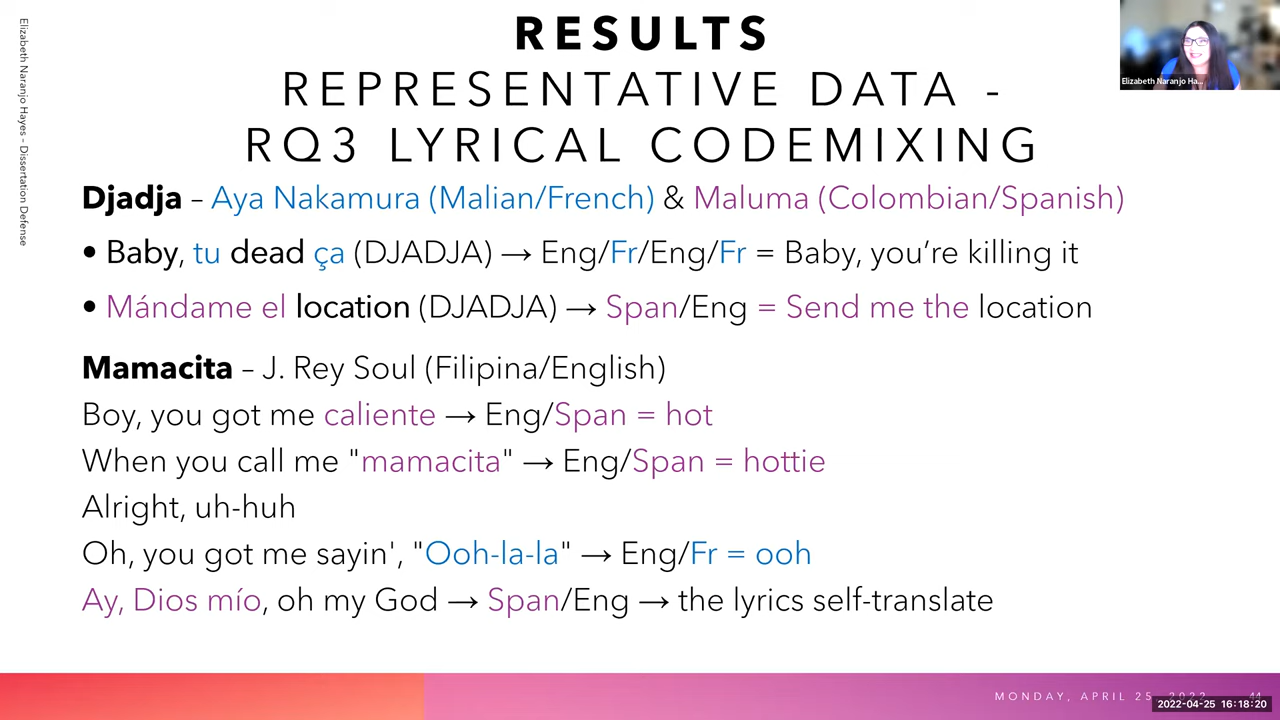 RESULTS
REPRESENTATIVE DATA -
RQ3 LYRICAL CODEMIXING
Elizabeth Naranjo Hayes – Dissertation Defense
Elizabeth Naranjo Ha...
Djadja – Aya Nakamura (Malian/French) & Maluma (Colombian/Spanish)
• Baby, tu dead ça (DJADJA) → Eng/Fr/Eng/Fr = Baby, you’re killing it
• Mándame el location (DJADJA) → Span/Eng = Send me the location
Mamacita – J. Rey Soul (Filipina/English)
Boy, you got me caliente → Eng/Span = hot
When you call me "mamacita" → Eng/Span = hottie
Alright, uh-huh
Oh, you got me sayin', "Ooh-la-la" → Eng/Fr = ooh
Ay, Dios mío, oh my God → Span/Eng → the lyrics self-translate
MONDAY, APRIL 25, 2022 44
2022-04-25 16:18:20